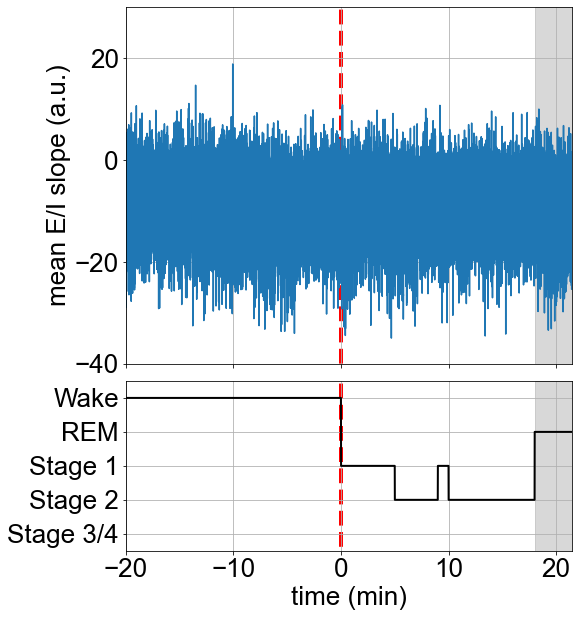 mean E/I slope (a.u.)
20
0
−20
−40
Wake
REM
Stage 1
Stage 2
Stage 3/4
−20 −10 0 10 20
time (min)